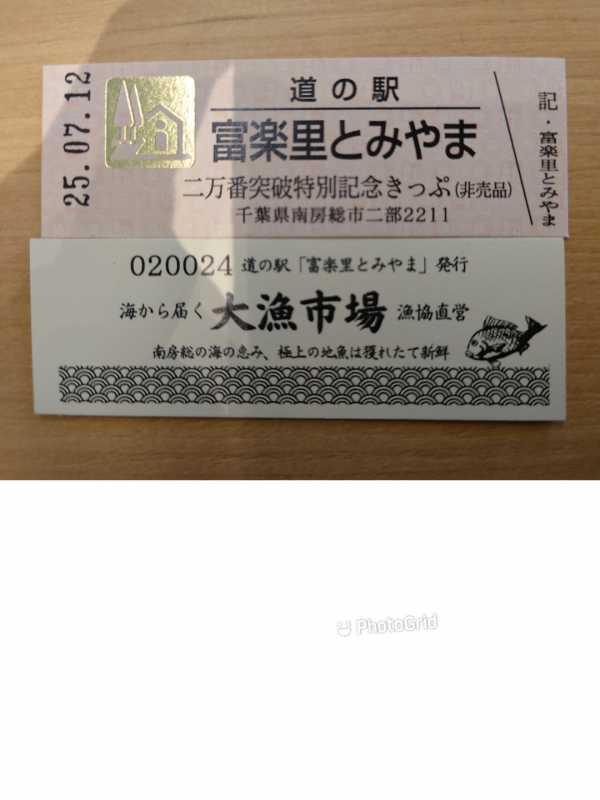 25.07.12
道の駅
富楽里とみやま
二万番突破特別記念きっぷ(非売品)
千葉県南房総市二部2211
記・富楽里とみやま
020024 道の駅「富楽里とみやま」発行
海から届く 大漁市場 漁協直営
南房総の海の恵み、極上の地魚は獲れたて新鮮
PhotoGrid